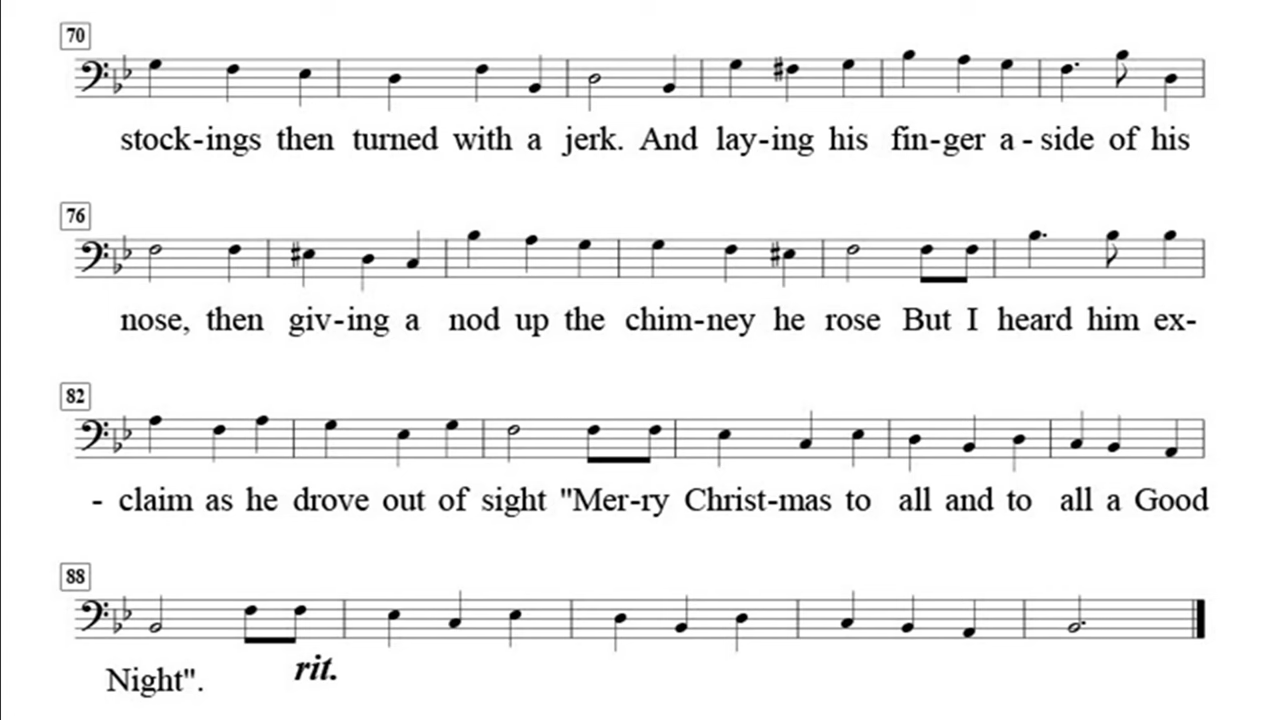 70
stock-ings then turned with a jerk. And lay-ing his fin-ger a - side of his
76
nose, then giv-ing a nod up the chim-ney he rose But I heard him ex-
82
- claim as he drove out of sight "Mer-ry Christ-mas to all and to all a Good
88
Night". rit.